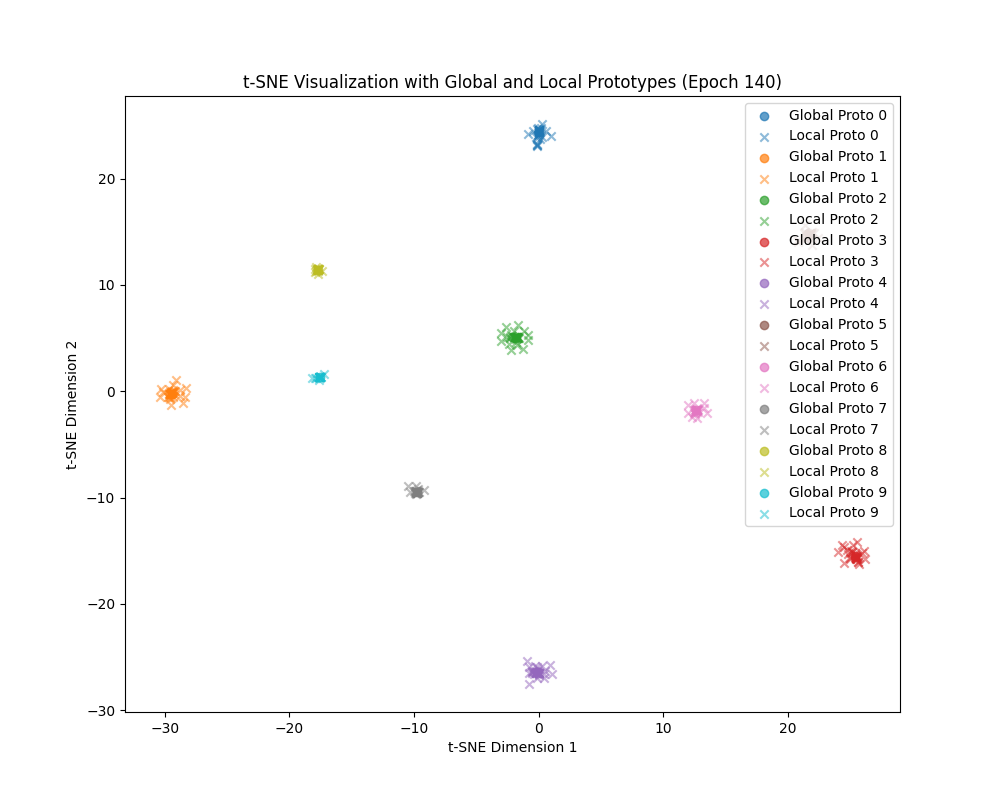 t-SNE Visualization with Global and Local Prototypes (Epoch 140)
Global Proto 0
Local Proto 0
Global Proto 1
Local Proto 1
Global Proto 2
Local Proto 2
Global Proto 3
Local Proto 3
Global Proto 4
Local Proto 4
Global Proto 5
Local Proto 5
Global Proto 6
Local Proto 6
Global Proto 7
Local Proto 7
Global Proto 8
Local Proto 8
Global Proto 9
Local Proto 9
t-SNE Dimension 2
20
10
0
−10
−20
−30
−30
−20
−10
0
10
20
t-SNE Dimension 1